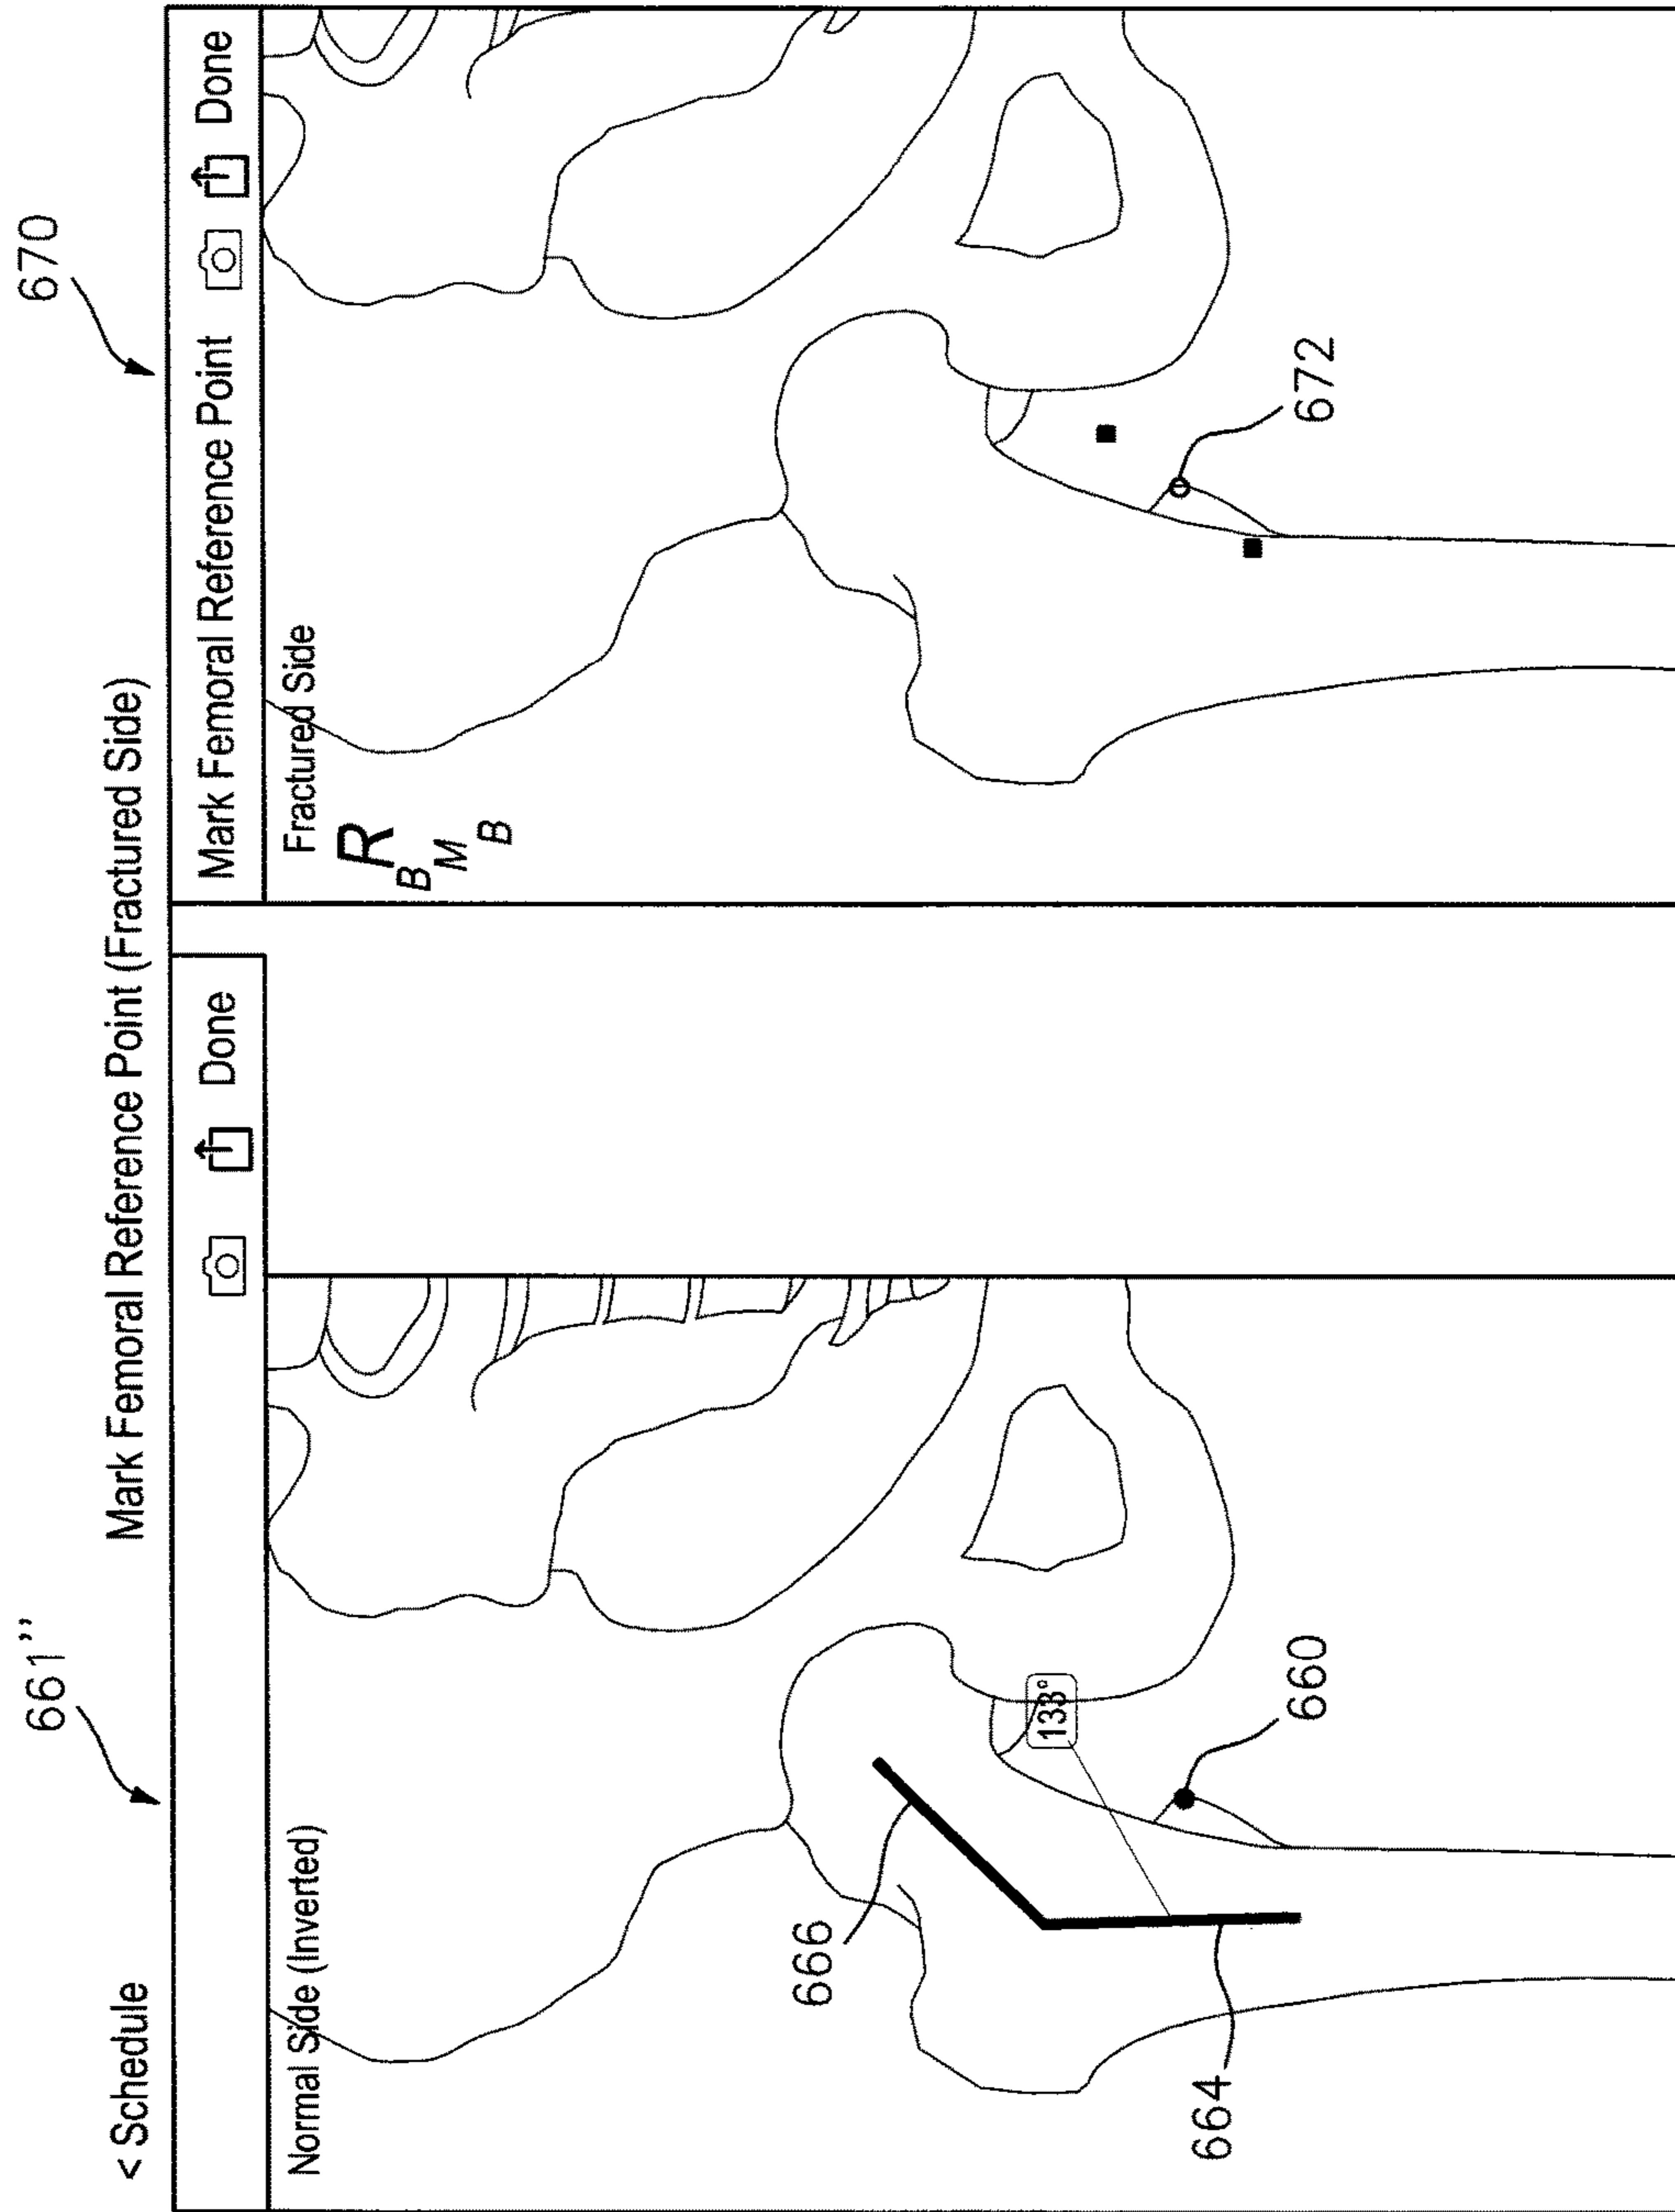 661’’
670
< Schedule
Mark Femoral Reference Point (Fractured Side)
Done
Mark Femoral Reference Point
Done
Normal Side (Inverted)
Fractured Side
R
B
M
B
666
133°
664
660
672